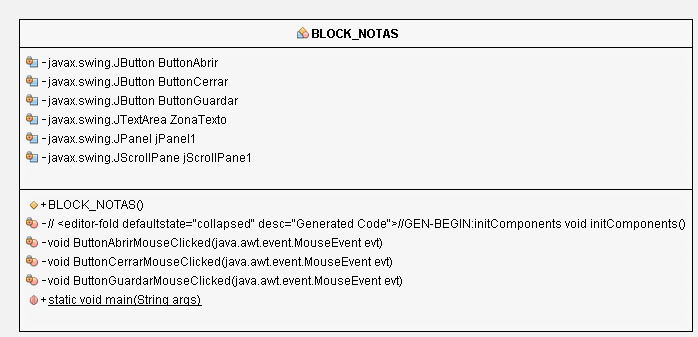 BLOCK_NOTAS
-javax.swing.JButton ButtonAbrir
-javax.swing.JButton ButtonCerrar
-javax.swing.JButton ButtonGuardar
-javax.swing.JTextArea ZonaTexto
-javax.swing.JPanel jPanel1
-javax.swing.JScrollPane jScrollPane1
+BLOCK_NOTAS()
-// <editor-fold defaultstate="collapsed" desc="Generated Code">//GEN-BEGIN:initComponents void initComponents()
-void ButtonAbrirMouseClicked(java.awt.event.MouseEvent evt)
-void ButtonCerrarMouseClicked(java.awt.event.MouseEvent evt)
-void ButtonGuardarMouseClicked(java.awt.event.MouseEvent evt)
+static void main(String args)